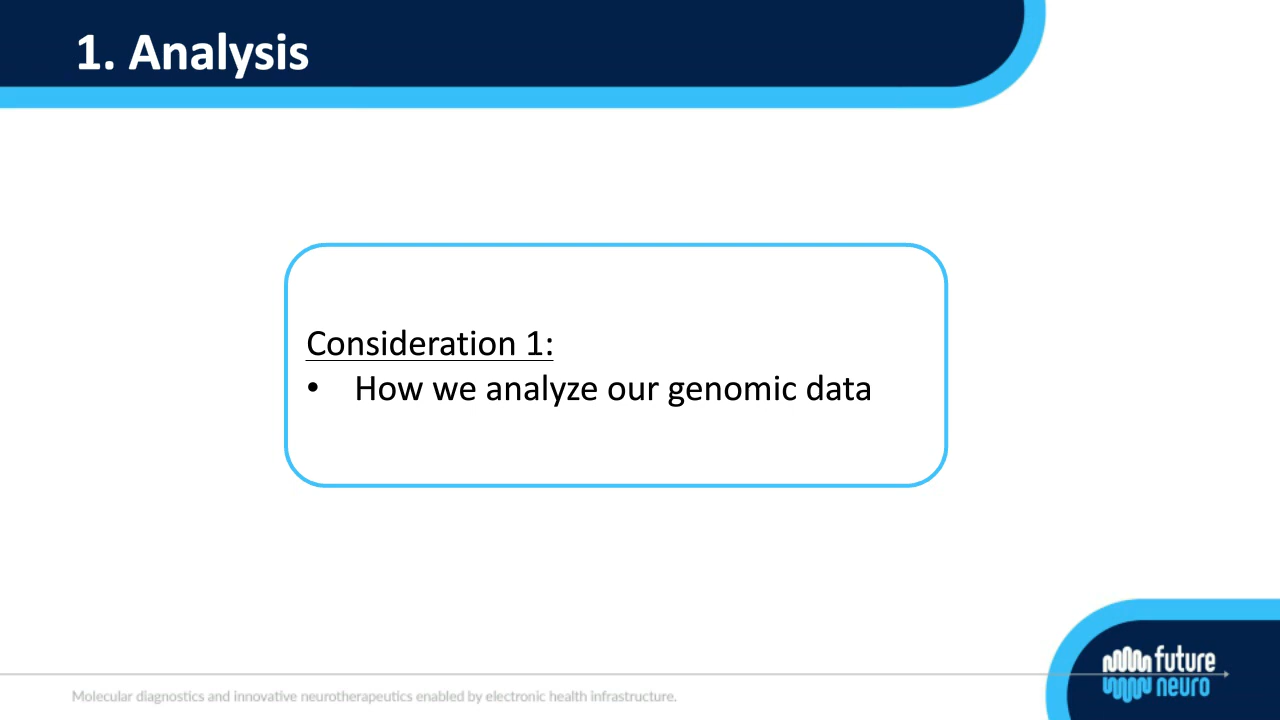 1. Analysis
Consideration 1:
• How we analyze our genomic data
future
neuro
Molecular diagnostics and innovative neurotherapeutics enabled by electronic health infrastructure.